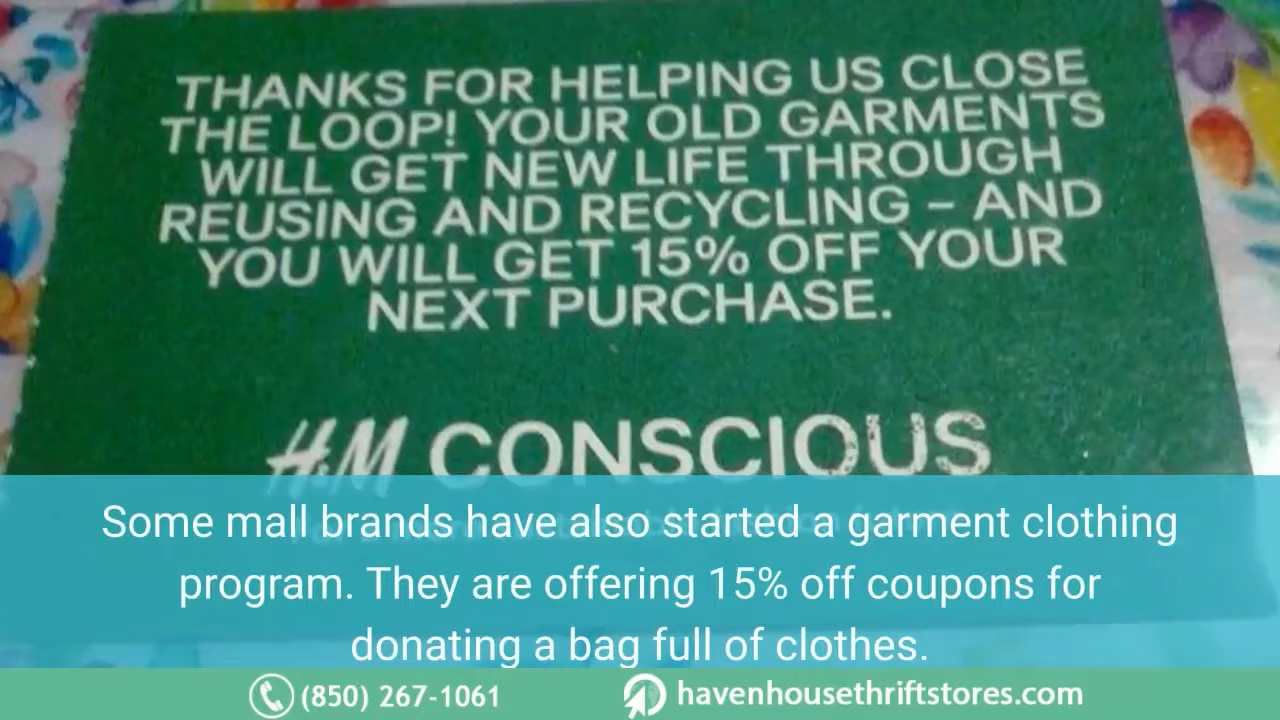 THANKS FOR HELPING US CLOSE
THE LOOP! YOUR OLD GARMENTS
WILL GET NEW LIFE THROUGH
REUSING AND RECYCLING – AND
YOU WILL GET 15% OFF YOUR
NEXT PURCHASE.
H&M CONSCIOUS
Some mall brands have also started a garment clothing
program. They are offering 15% off coupons for
donating a bag full of clothes.
(850) 267-1061 havenhousethriftstores.com